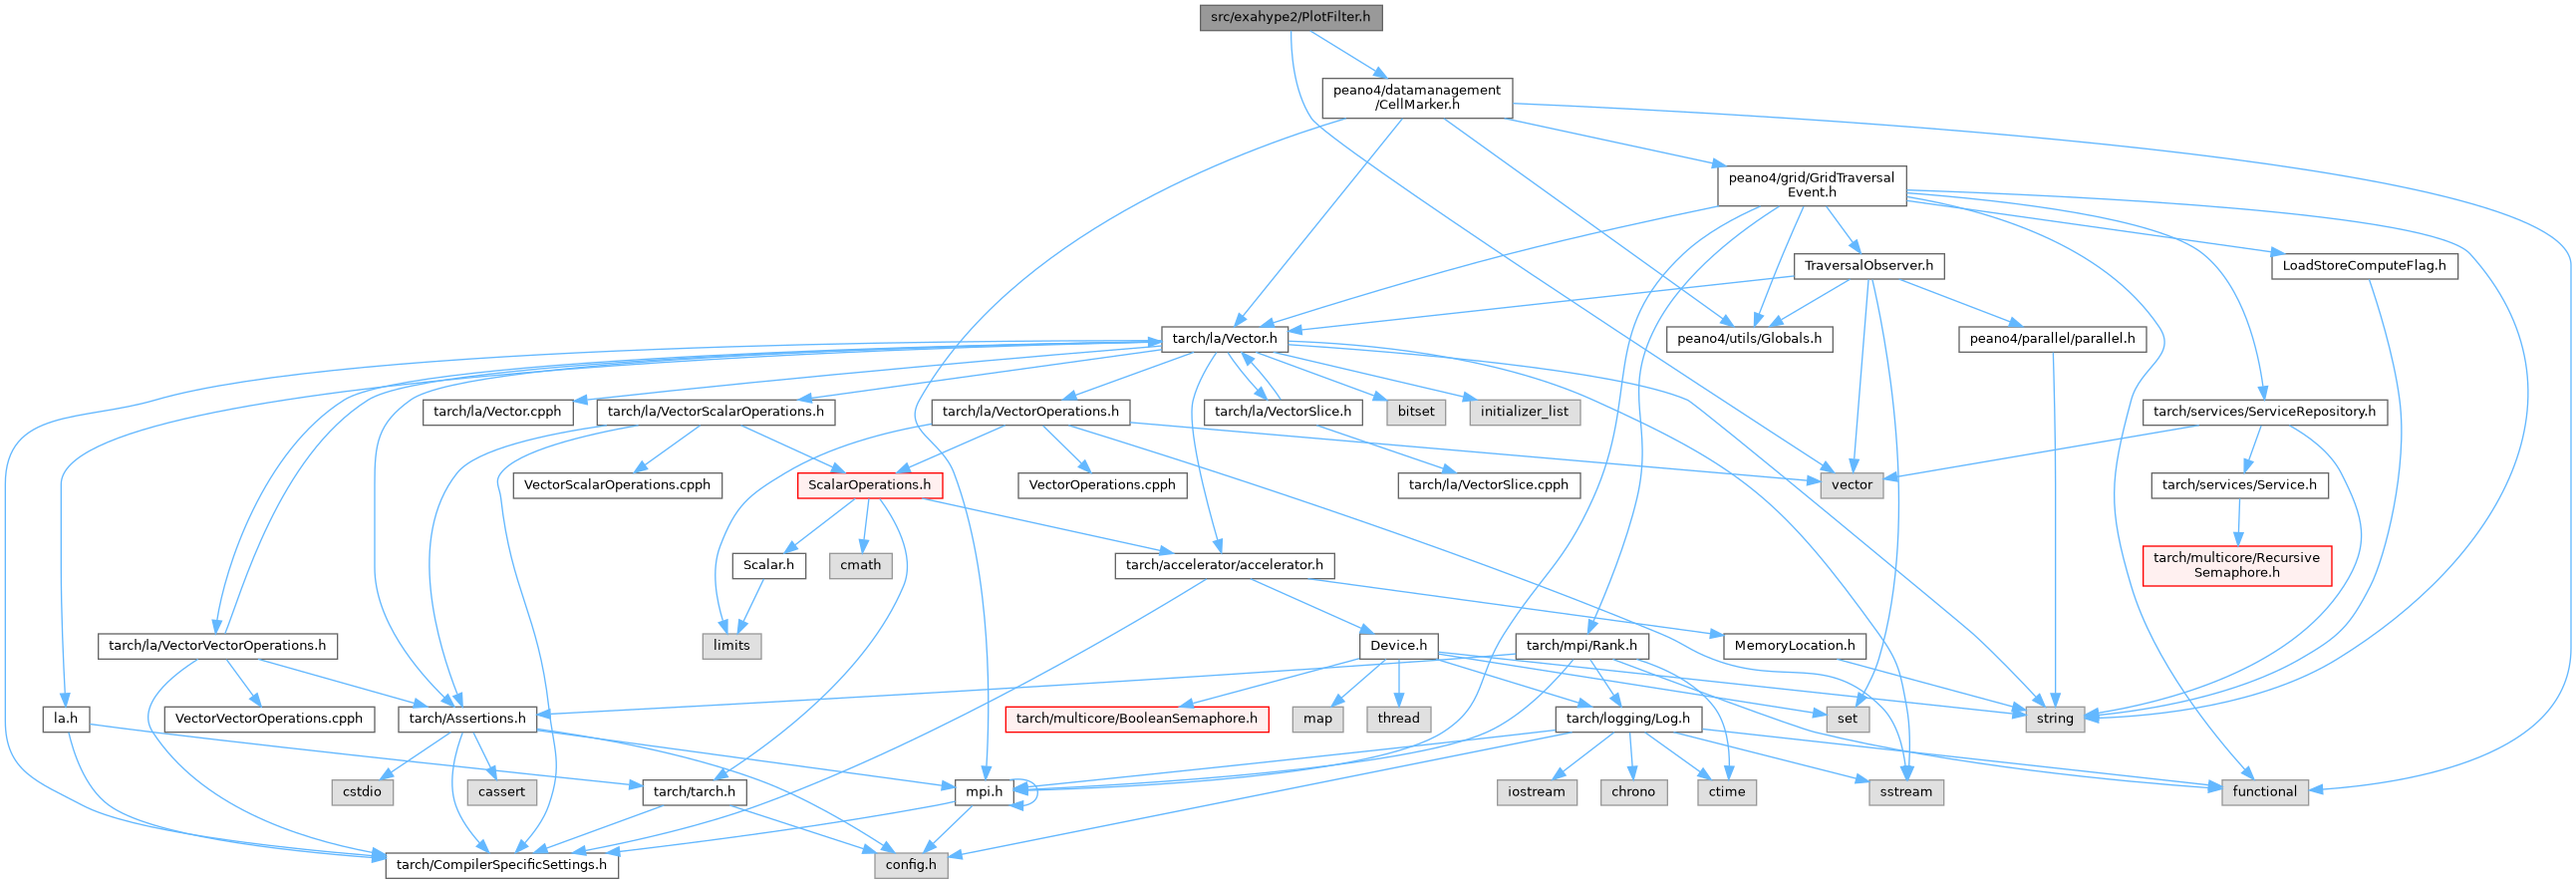 src/exahype2/PlotFilter.h
peano4/datamanagement
/CellMarker.h
peano4/grid/GridTraversal
Event.h
TraversalObserver.h
LoadStoreComputeFlag.h
tarch/la/Vector.h
peano4/utils/Globals.h
peano4/parallel/parallel.h
tarch/la/Vector.cpph
tarch/la/VectorScalarOperations.h
tarch/la/VectorOperations.h
tarch/la/VectorSlice.h
bitset
initializer_list
tarch/services/ServiceRepository.h
VectorScalarOperations.cpph
ScalarOperations.h
VectorOperations.cpph
tarch/la/VectorSlice.cpph
vector
tarch/services/Service.h
Scalar.h
cmath
tarch/accelerator/accelerator.h
tarch/multicore/Recursive
Semaphore.h
tarch/la/VectorVectorOperations.h
limits
Device.h
tarch/mpi/Rank.h
MemoryLocation.h
la.h
VectorVectorOperations.cpph
tarch/Assertions.h
tarch/multicore/BooleanSemaphore.h
map
thread
tarch/logging/Log.h
set
string
cstdio
cassert
tarch/tarch.h
mpi.h
iostream
chrono
ctime
sstream
functional
tarch/CompilerSpecificSettings.h
config.h